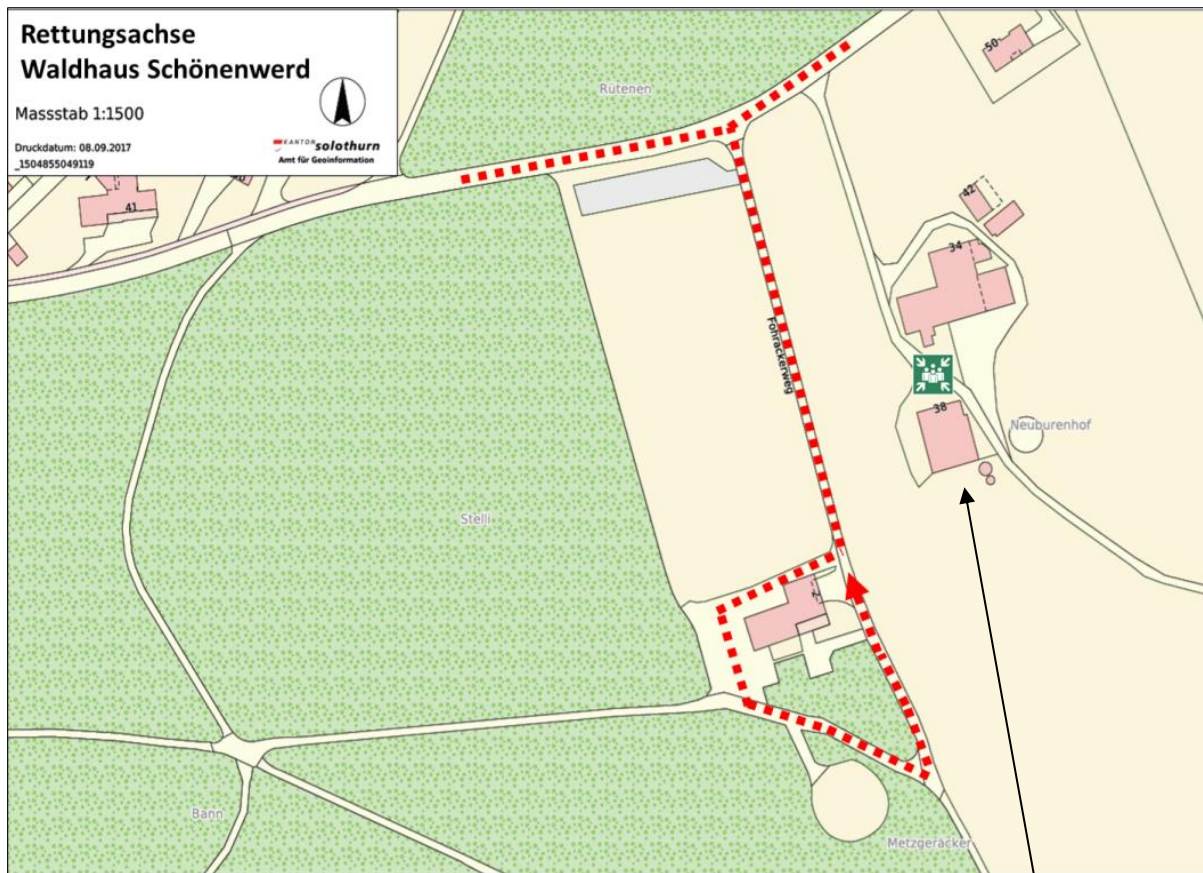 Rettungsachse
Waldhaus Schönenwerd
Massstab 1:1500
Druckdatum: 08.09.2017
_1504855049119
KANTON solothurn
Amt für Geoinformation
Rütenen
50
41
42
34
Fohrackerweg
38
Neuburenhof
Stelli
2
Bann
Metzgeräcker